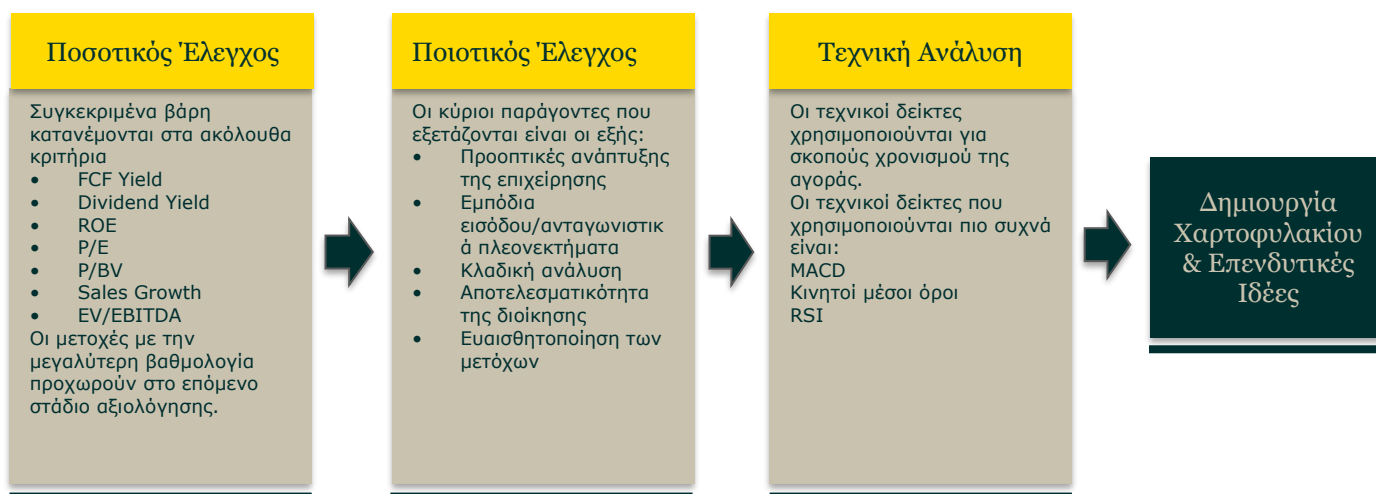 Ποσοτικός Έλεγχος
Συγκεκριμένα βάρη
κατανέμονται στα ακόλουθα
κριτήρια
• FCF Yield
• Dividend Yield
• ROE
• P/E
• P/BV
• Sales Growth
• EV/EBITDA
Οι μετοχές με την
μεγαλύτερη βαθμολογία
προχωρούν στο επόμενο
στάδιο αξιολόγησης.
Ποιοτικός Έλεγχος
Οι κύριοι παράγοντες που
εξετάζονται είναι οι εξής:
• Προοπτικές ανάπτυξης
της επιχείρησης
• Εμπόδια
εισόδου/ανταγωνιστικ
ά πλεονεκτήματα
• Κλαδική ανάλυση
• Αποτελεσματικότητα
της διοίκησης
• Ευαισθητοποίηση των
μετόχων
Τεχνική Ανάλυση
Οι τεχνικοί δείκτες
χρησιμοποιούνται για
σκοπούς χρονισμού της
αγοράς.
Οι τεχνικοί δείκτες που
χρησιμοποιούνται πιο συχνά
είναι:
MACD
Κινητοί μέσοι όροι
RSI
Δημιουργία
Χαρτοφυλακίου
& Επενδυτικές
Ιδέες